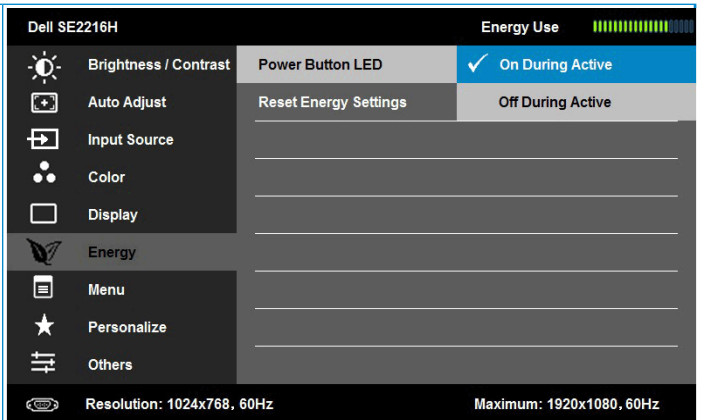 Dell SE2216H Energy Use
Brightness / Contrast Power Button LED On During Active
Auto Adjust Reset Energy Settings Off During Active
Input Source
Color
Display
Energy
Menu
Personalize
Others
Resolution: 1024x768, 60Hz Maximum: 1920x1080, 60Hz